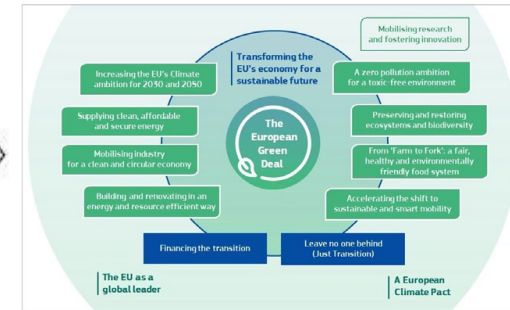 Mobilising research
and fostering innovation
Transforming the
EU's economy for a
sustainable future
Increasing the EU's Climate
ambition for 2030 and 2050
A zero pollution ambition
for a toxic-free environment
Supplying clean, affordable
and secure energy
Preserving and restoring
ecosystems and biodiversity
The
European
Green
Deal
Mobilising industry
for a clean and circular economy
From 'Farm to Fork': a fair,
healthy and environmentally
friendly food system
Building and renovating in an
energy and resource efficient way
Accelerating the shift to
sustainable and smart mobility
Financing the transition
Leave no one behind
(Just Transition)
The EU as a
global leader
A European
Climate Pact